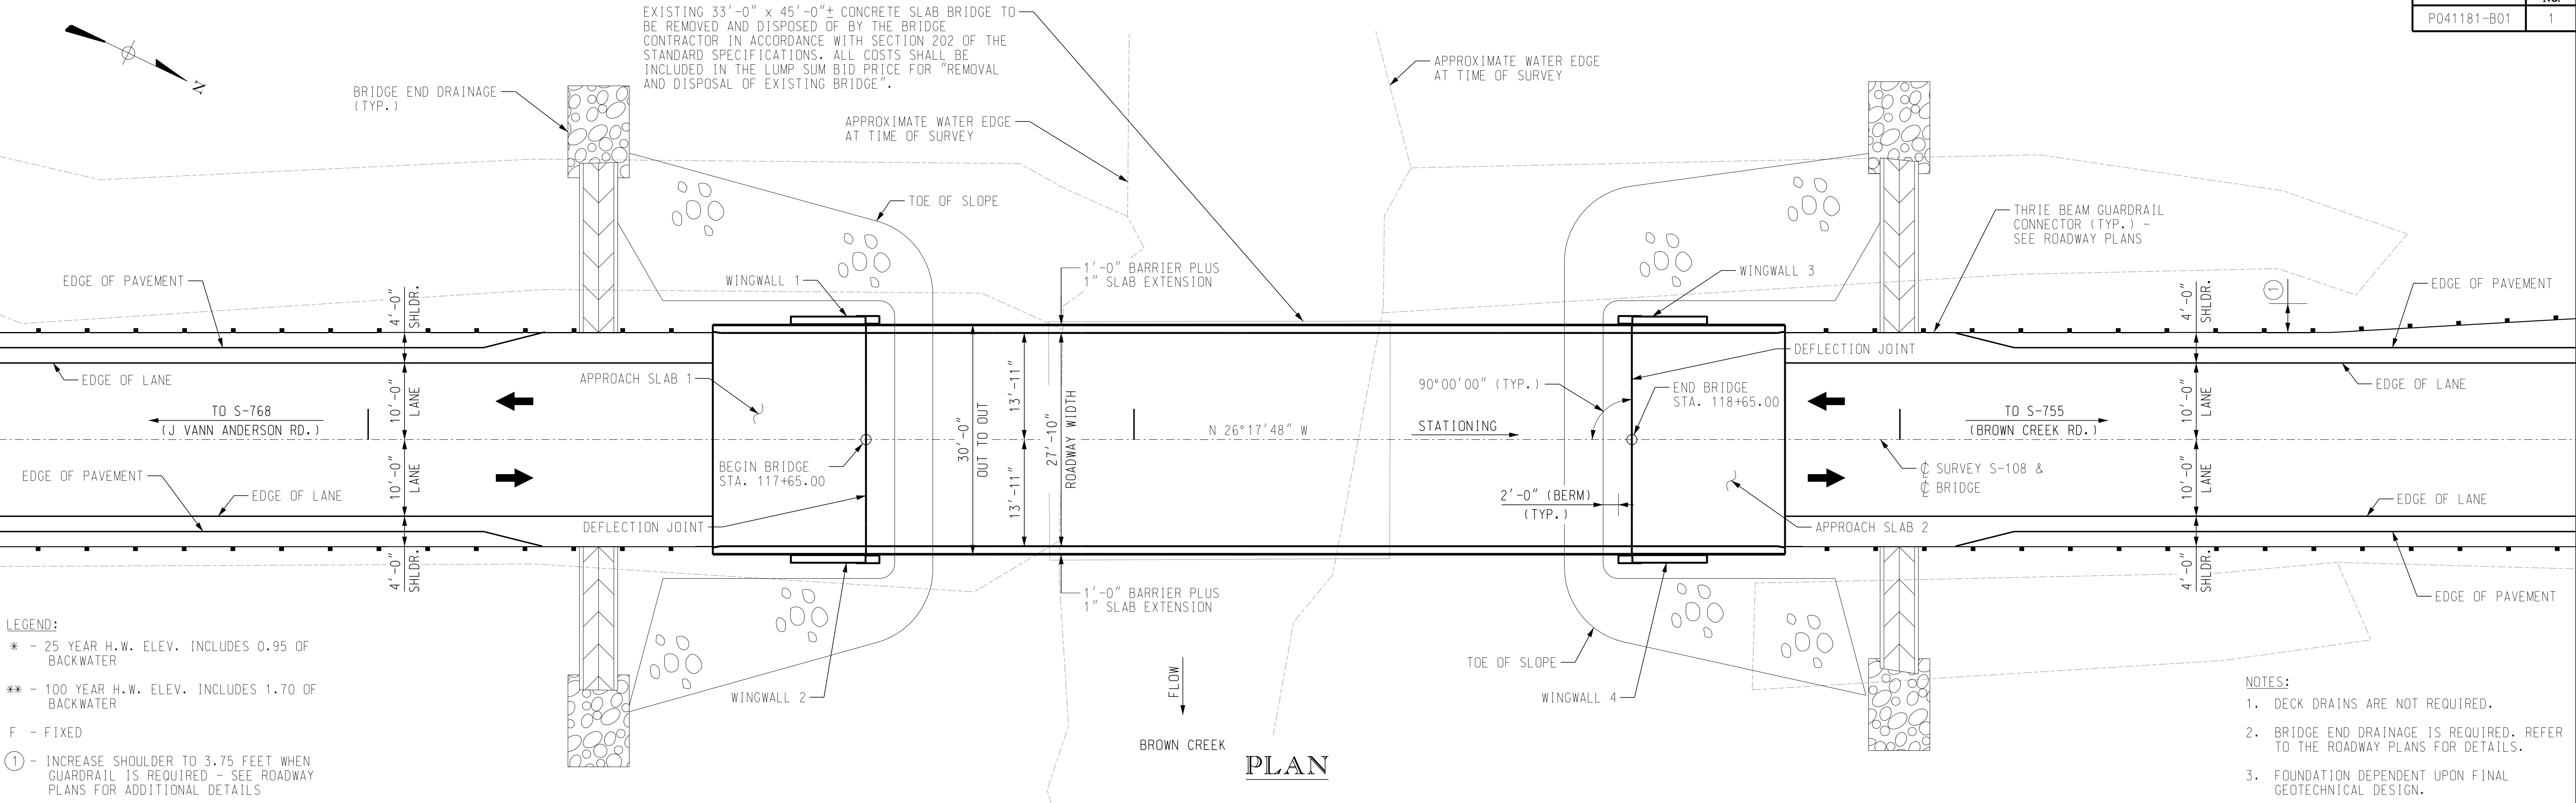 EXISTING 33'-0" x 45'-0"± CONCRETE SLAB BRIDGE TO
BE REMOVED AND DISPOSED OF BY THE BRIDGE
CONTRACTOR IN ACCORDANCE WITH SECTION 202 OF THE
STANDARD SPECIFICATIONS. ALL COSTS SHALL BE
INCLUDED IN THE LUMP SUM BID PRICE FOR "REMOVAL
AND DISPOSAL OF EXISTING BRIDGE".
P041181-B01
1
N
BRIDGE END DRAINAGE
(TYP.)
APPROXIMATE WATER EDGE
AT TIME OF SURVEY
APPROXIMATE WATER EDGE
AT TIME OF SURVEY
TOE OF SLOPE
THRIE BEAM GUARDRAIL
CONNECTOR (TYP.) -
SEE ROADWAY PLANS
EDGE OF PAVEMENT
4'-0"
SHLDR.
WINGWALL 1
1'-0" BARRIER PLUS
1" SLAB EXTENSION
WINGWALL 3
4'-0"
SHLDR.
1
EDGE OF PAVEMENT
EDGE OF LANE
10'-0"
LANE
APPROACH SLAB 1
13'-11"
DEFLECTION JOINT
90°00'00" (TYP.)
END BRIDGE
STA. 118+65.00
10'-0"
LANE
EDGE OF LANE
TO S-768
(J VANN ANDERSON RD.)
30'-0"
OUT TO OUT
27'-10"
ROADWAY WIDTH
N 26°17'48" W
STATIONING
TO S-755
(BROWN CREEK RD.)
EDGE OF PAVEMENT
EDGE OF LANE
10'-0"
LANE
BEGIN BRIDGE
STA. 117+65.00
13'-11"
2'-0" (BERM)
(TYP.)
℄ SURVEY S-108 &
℄ BRIDGE
10'-0"
LANE
EDGE OF LANE
DEFLECTION JOINT
APPROACH SLAB 2
4'-0"
SHLDR.
1'-0" BARRIER PLUS
1" SLAB EXTENSION
4'-0"
SHLDR.
EDGE OF PAVEMENT
WINGWALL 2
TOE OF SLOPE
WINGWALL 4
FLOW
BROWN CREEK
PLAN
LEGEND:
* - 25 YEAR H.W. ELEV. INCLUDES 0.95 OF
BACKWATER
** - 100 YEAR H.W. ELEV. INCLUDES 1.70 OF
BACKWATER
F - FIXED
1 - INCREASE SHOULDER TO 3.75 FEET WHEN
GUARDRAIL IS REQUIRED - SEE ROADWAY
PLANS FOR ADDITIONAL DETAILS
NOTES:
1. DECK DRAINS ARE NOT REQUIRED.
2. BRIDGE END DRAINAGE IS REQUIRED. REFER
TO THE ROADWAY PLANS FOR DETAILS.
3. FOUNDATION DEPENDENT UPON FINAL
GEOTECHNICAL DESIGN.